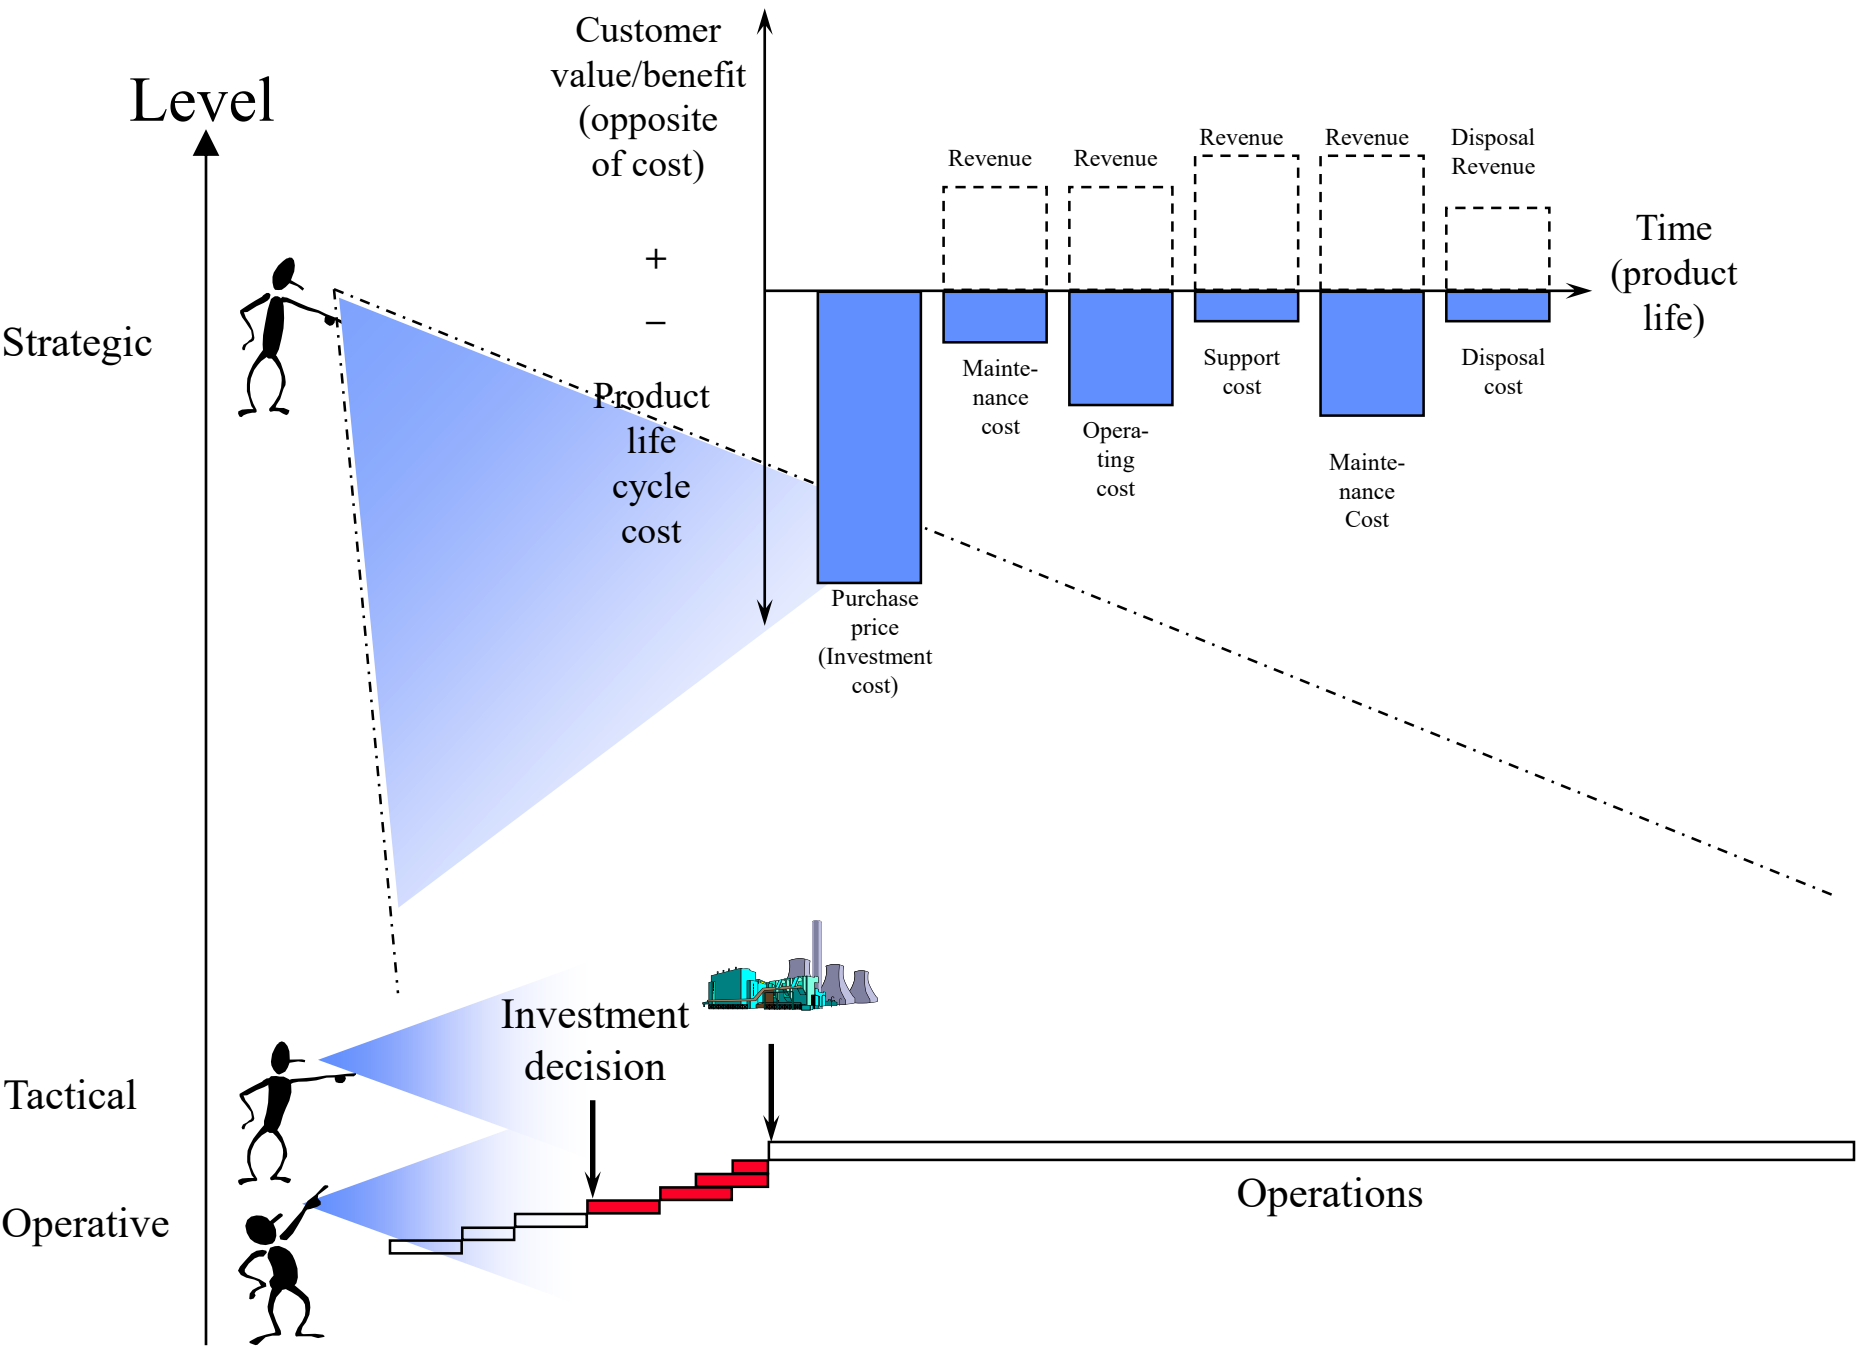 Level
Customer
value/benefit
(opposite
of cost)
+
–
Product
life
cycle
cost
Revenue
Revenue
Revenue
Revenue
Disposal
Revenue
Time
(product
life)
Mainte-
nance
cost
Opera-
ting
cost
Support
cost
Mainte-
nance
Cost
Disposal
cost
Purchase
price
(Investment
cost)
Strategic
Investment
decision
Tactical
Operative
Operations